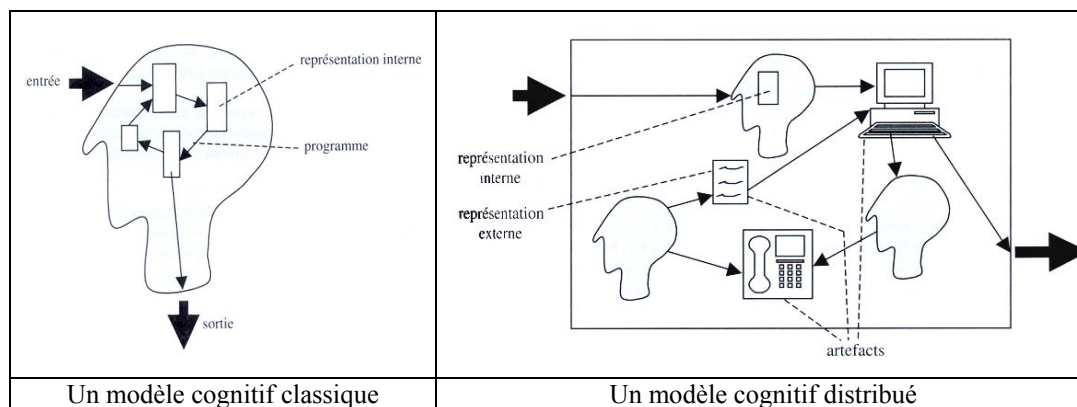 entrée
représentation interne
programme
sortie
Un modèle cognitif classique
représentation
interne
représentation
externe
artefacts
Un modèle cognitif distribué